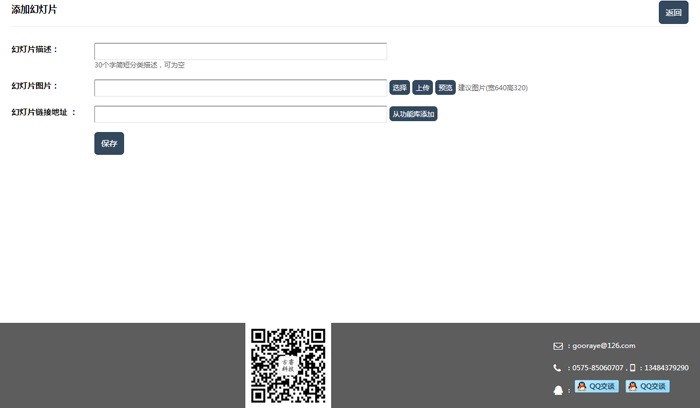 添加幻灯片
返回
幻灯片描述：
30个字简短分类描述，可为空
幻灯片图片： 选择 上传 预览 建议图片(宽640高320)
幻灯片链接地址 ： 从功能库添加
保存
古睿
科技
：gooraye@126.com
：0575-85060707 , ：13484379290
： QQ交谈 QQ交谈